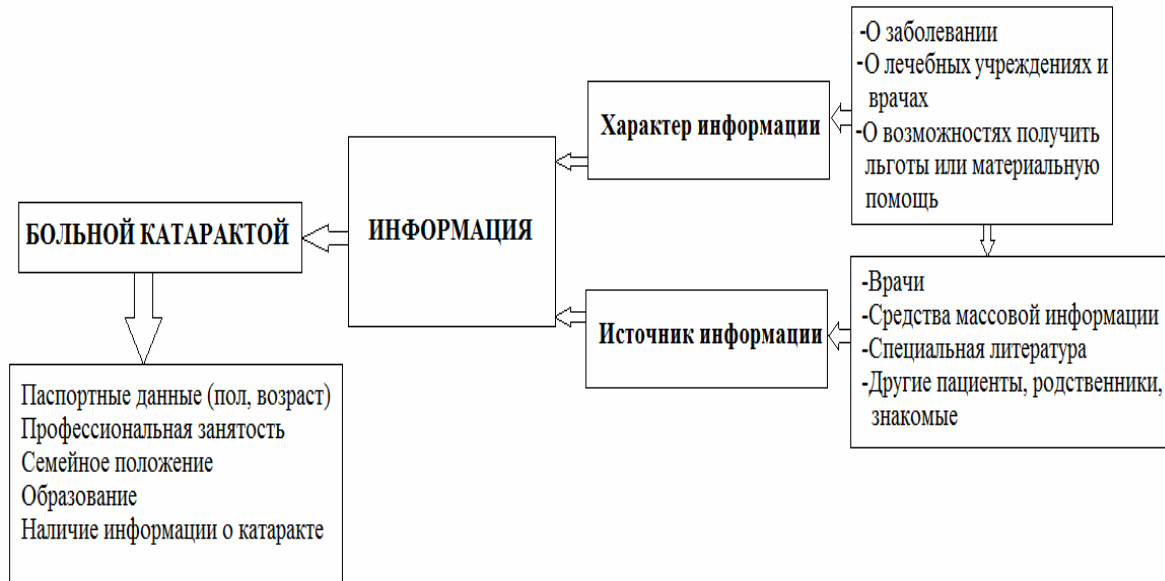 -О заболевании
-О лечебных учреждениях и
врачах
-О возможностях получить
льготы или материальную
помощь
Характер информации
ИНФОРМАЦИЯ
БОЛЬНОЙ КАТАРАКТОЙ
Источник информации
-Врачи
-Средства массовой информации
-Специальная литература
-Другие пациенты, родственники,
знакомые
Паспортные данные (пол, возраст)
Профессиональная занятость
Семейное положение
Образование
Наличие информации о катаракте